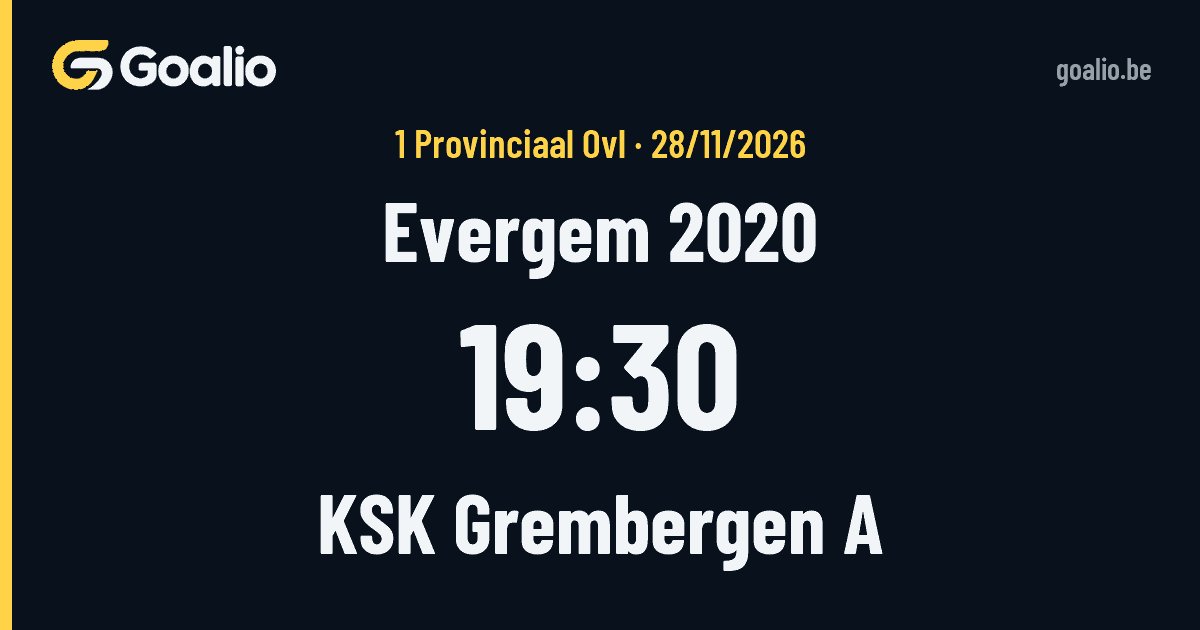 Goalio
goalio.be
1 Provinciaal Ovl · 28/11/2026
Evergem 2020
19:30
KSK Grembergen A